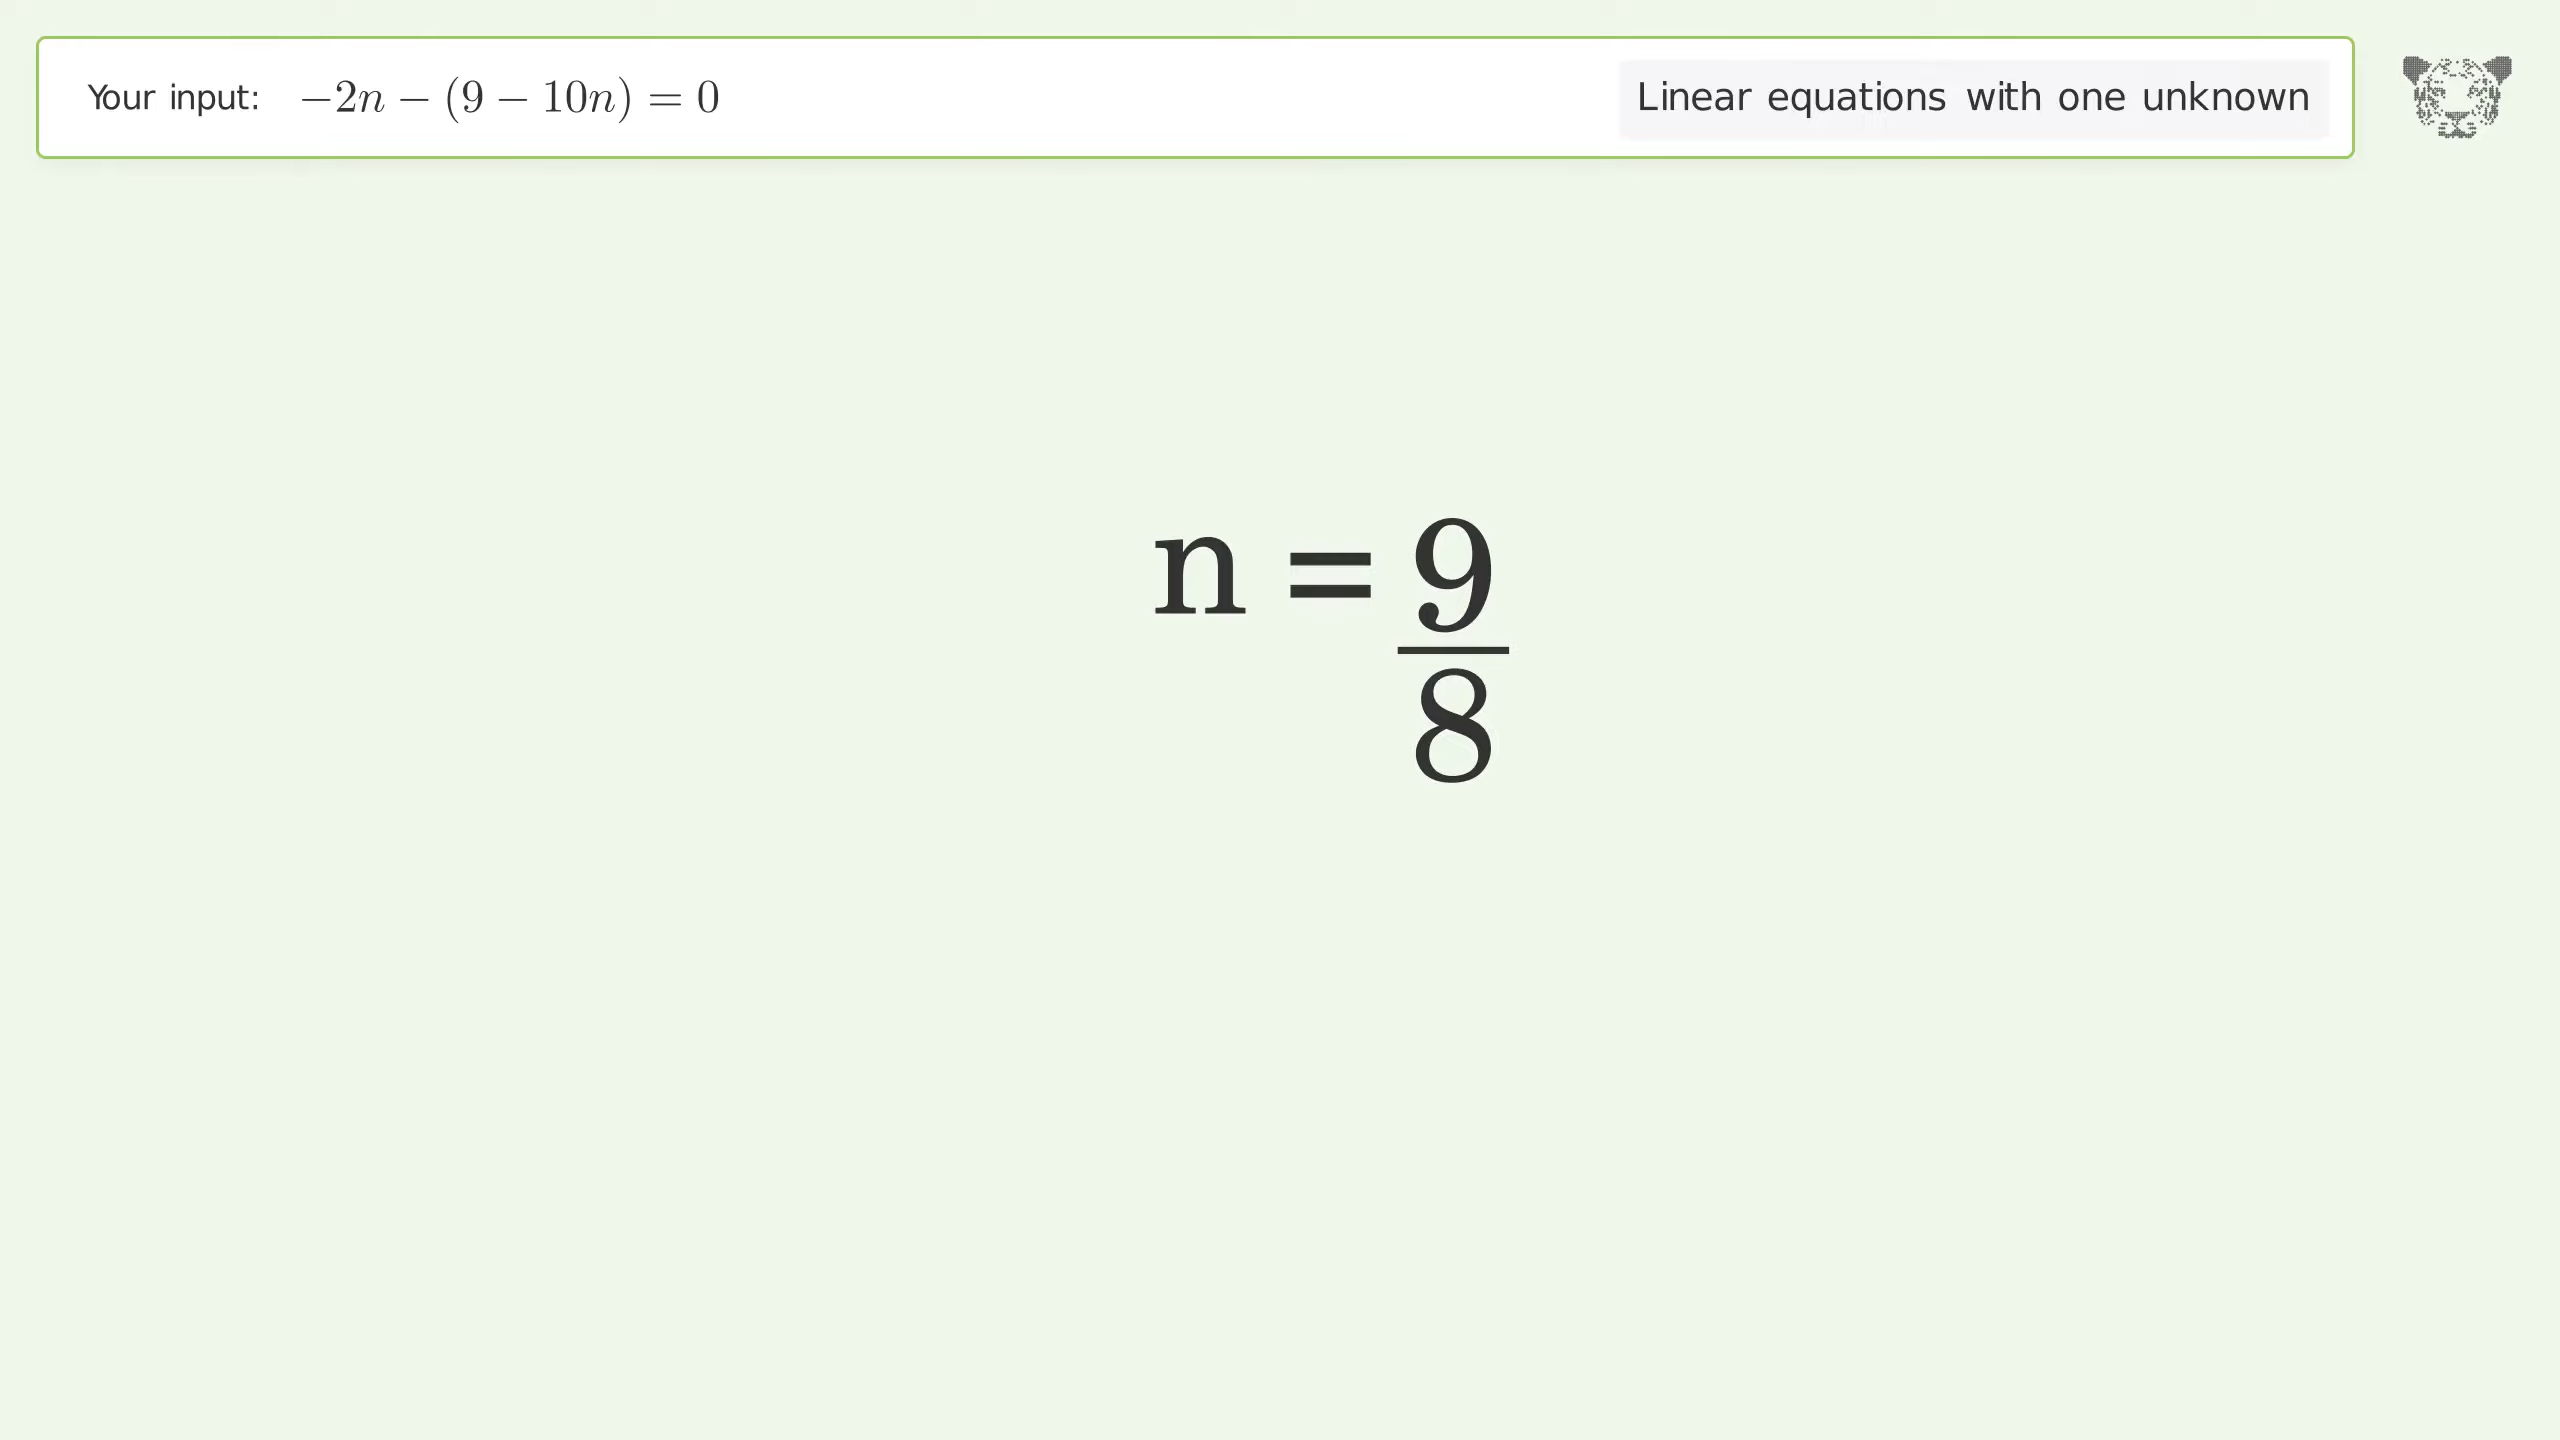 Your input: −2n − (9 − 10n) = 0
Linear equations with one unknown
n = 9/8